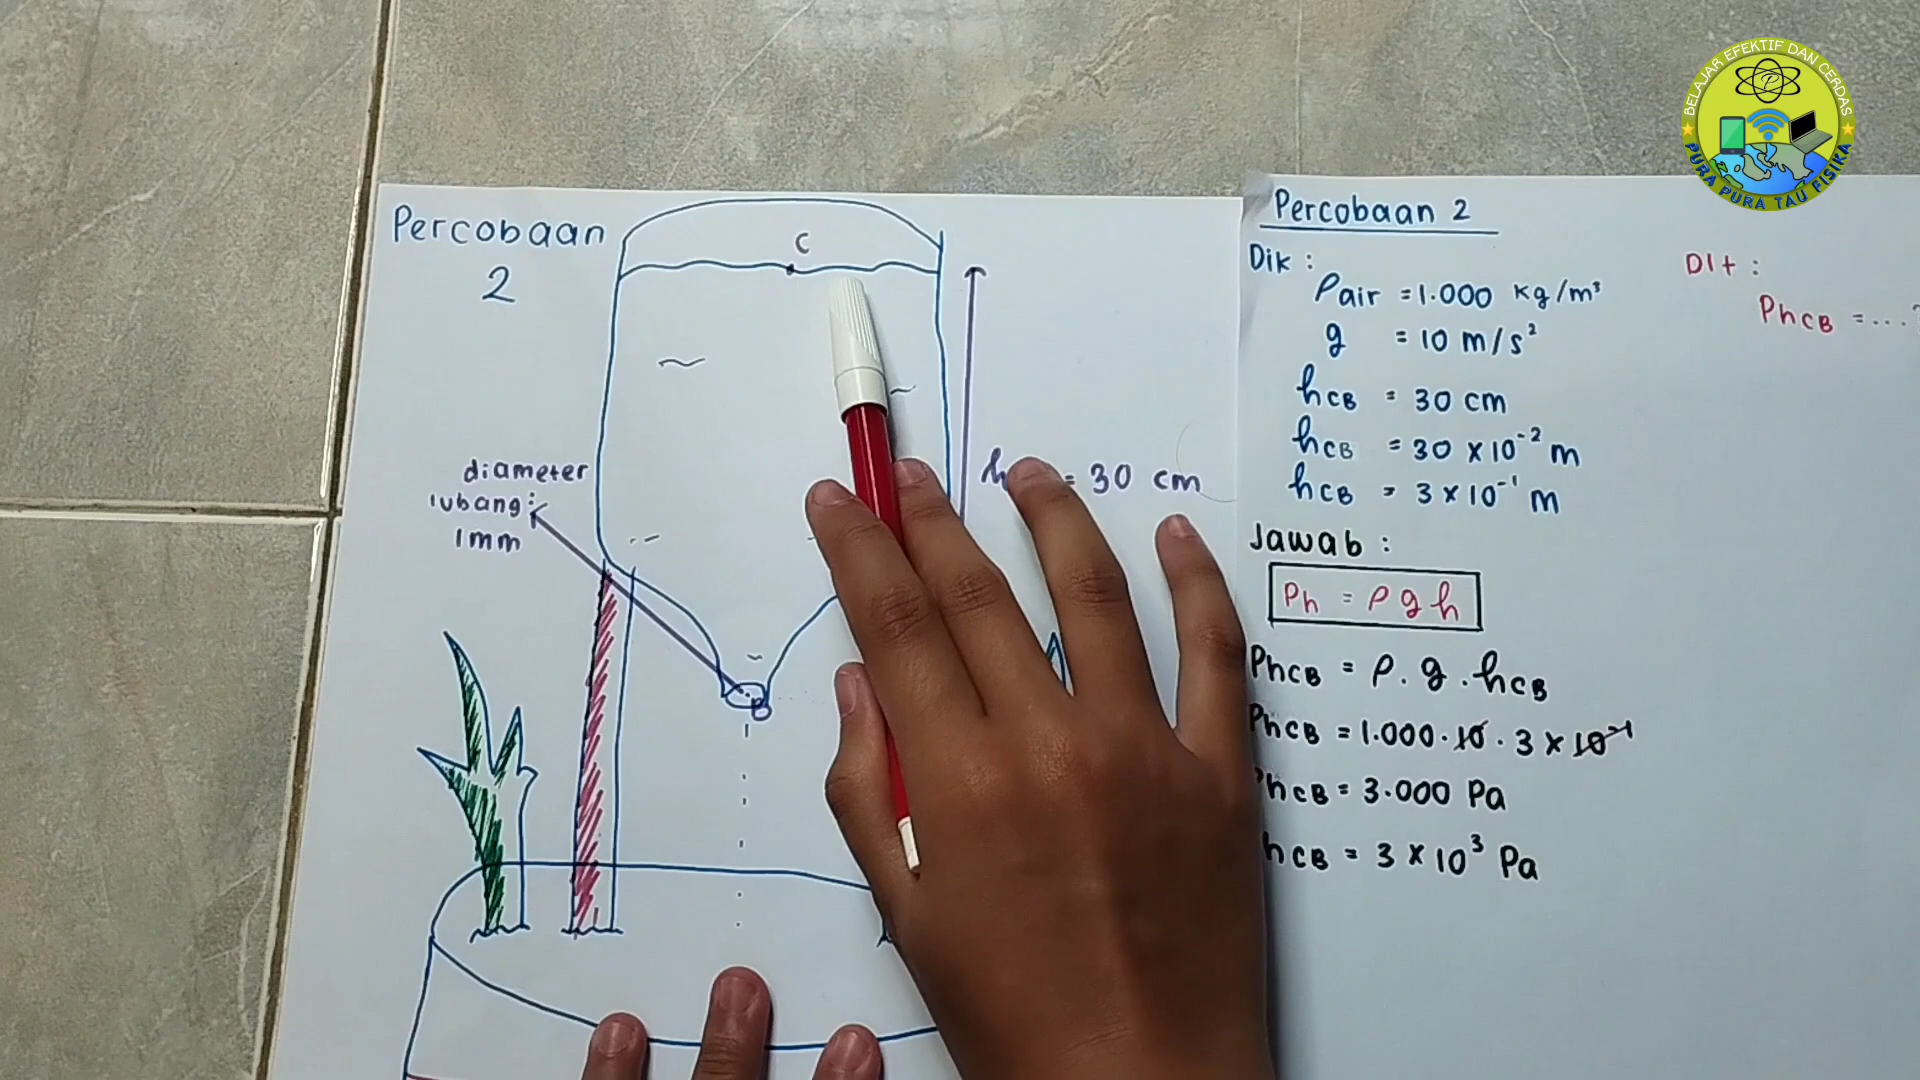 BELAJAR EFEKTIF DAN CERDAS
PURA PURA TAU FISIKA
Percobaan
2
C
diameter
lubang:
1mm
= 30 cm
B
Percobaan 2
Dik :
ρair = 1.000 kg/m³
g = 10 m/s²
hCB = 30 cm
hCB = 30 x 10⁻² m
hCB = 3 x 10⁻¹ m
Dit :
PhCB = ...
Jawab :
Ph = ρ g h
PhCB = ρ . g . hCB
PhCB = 1.000 . 10 . 3 x 10⁻¹
PhCB = 3.000 Pa
hCB = 3 x 10³ Pa